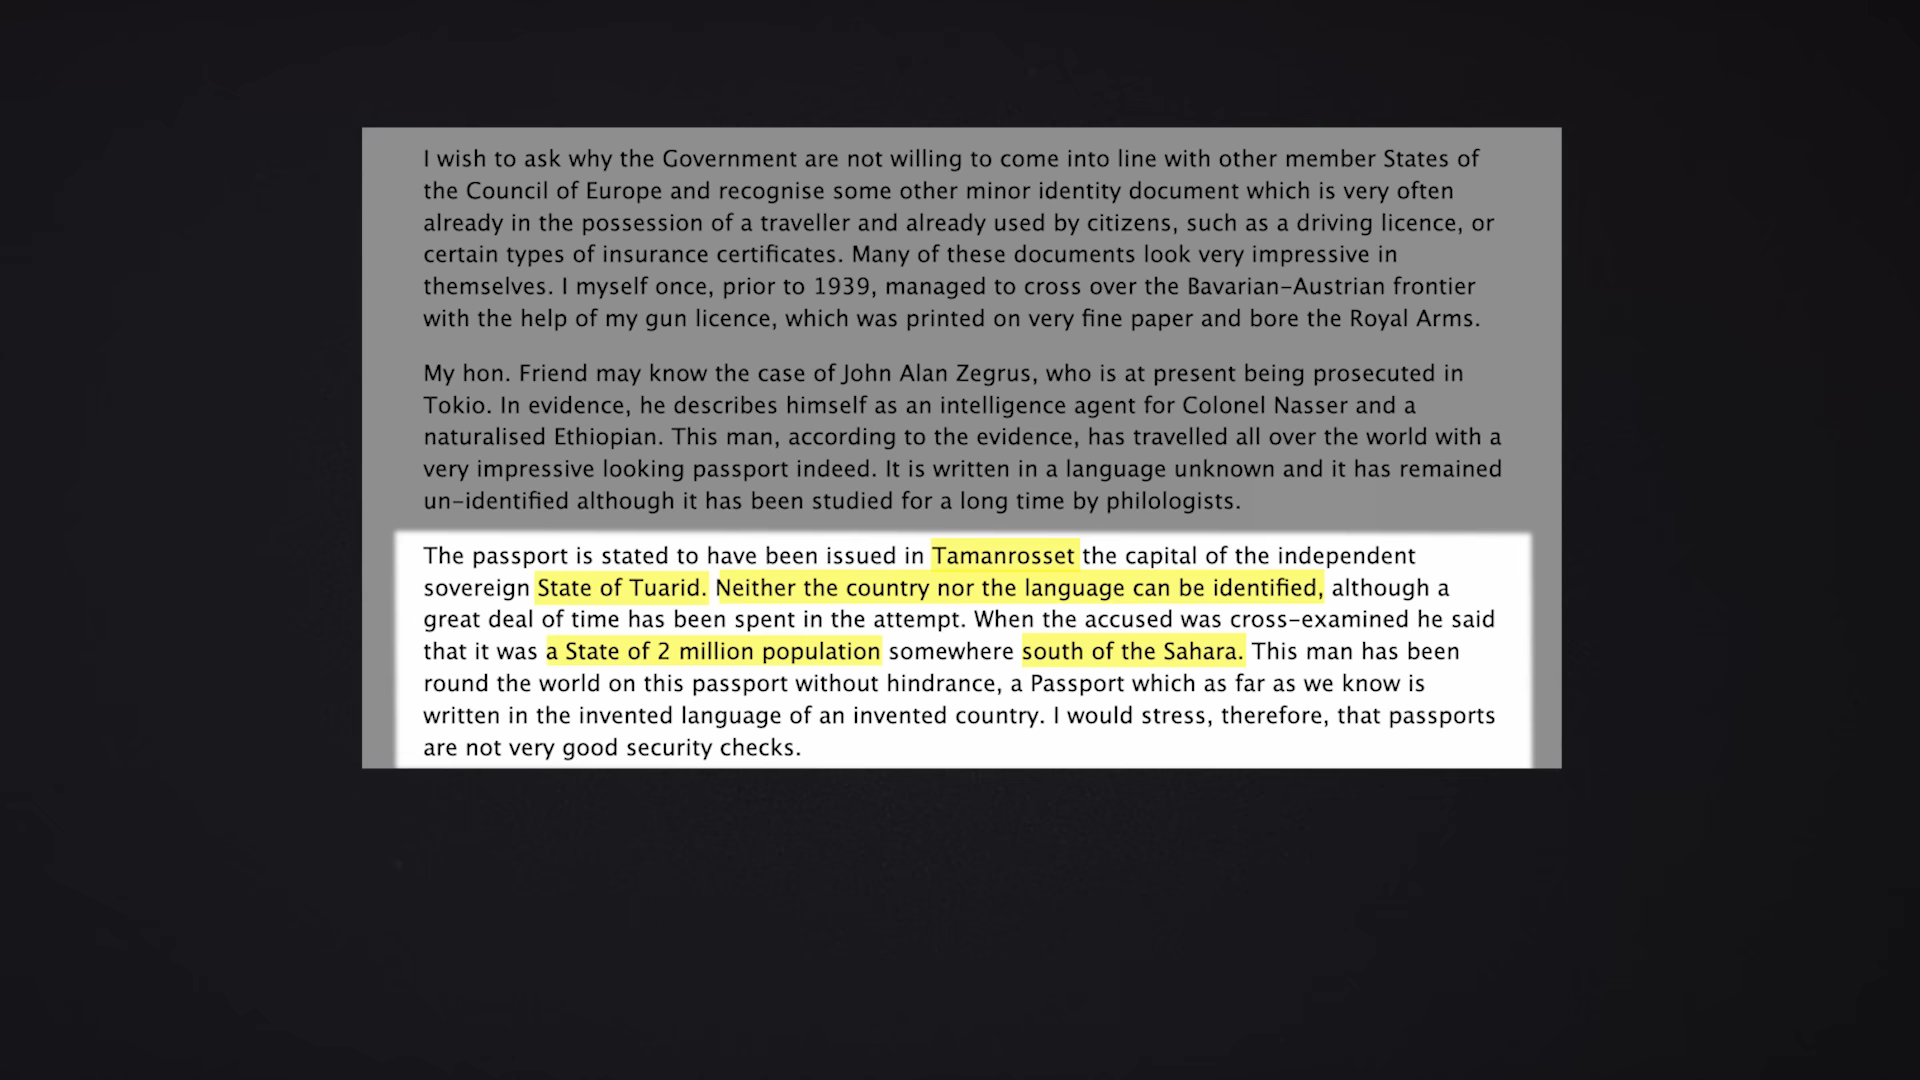 I wish to ask why the Government are not willing to come into line with other member States of
the Council of Europe and recognise some other minor identity document which is very often
already in the possession of a traveller and already used by citizens, such as a driving licence, or
certain types of insurance certificates. Many of these documents look very impressive in
themselves. I myself once, prior to 1939, managed to cross over the Bavarian-Austrian frontier
with the help of my gun licence, which was printed on very fine paper and bore the Royal Arms.
My hon. Friend may know the case of John Alan Zegrus, who is at present being prosecuted in
Tokio. In evidence, he describes himself as an intelligence agent for Colonel Nasser and a
naturalised Ethiopian. This man, according to the evidence, has travelled all over the world with a
very impressive looking passport indeed. It is written in a language unknown and it has remained
un-identified although it has been studied for a long time by philologists.
The passport is stated to have been issued in Tamanrosset the capital of the independent
sovereign State of Tuarid. Neither the country nor the language can be identified, although a
great deal of time has been spent in the attempt. When the accused was cross-examined he said
that it was a State of 2 million population somewhere south of the Sahara. This man has been
round the world on this passport without hindrance, a Passport which as far as we know is
written in the invented language of an invented country. I would stress, therefore, that passports
are not very good security checks.